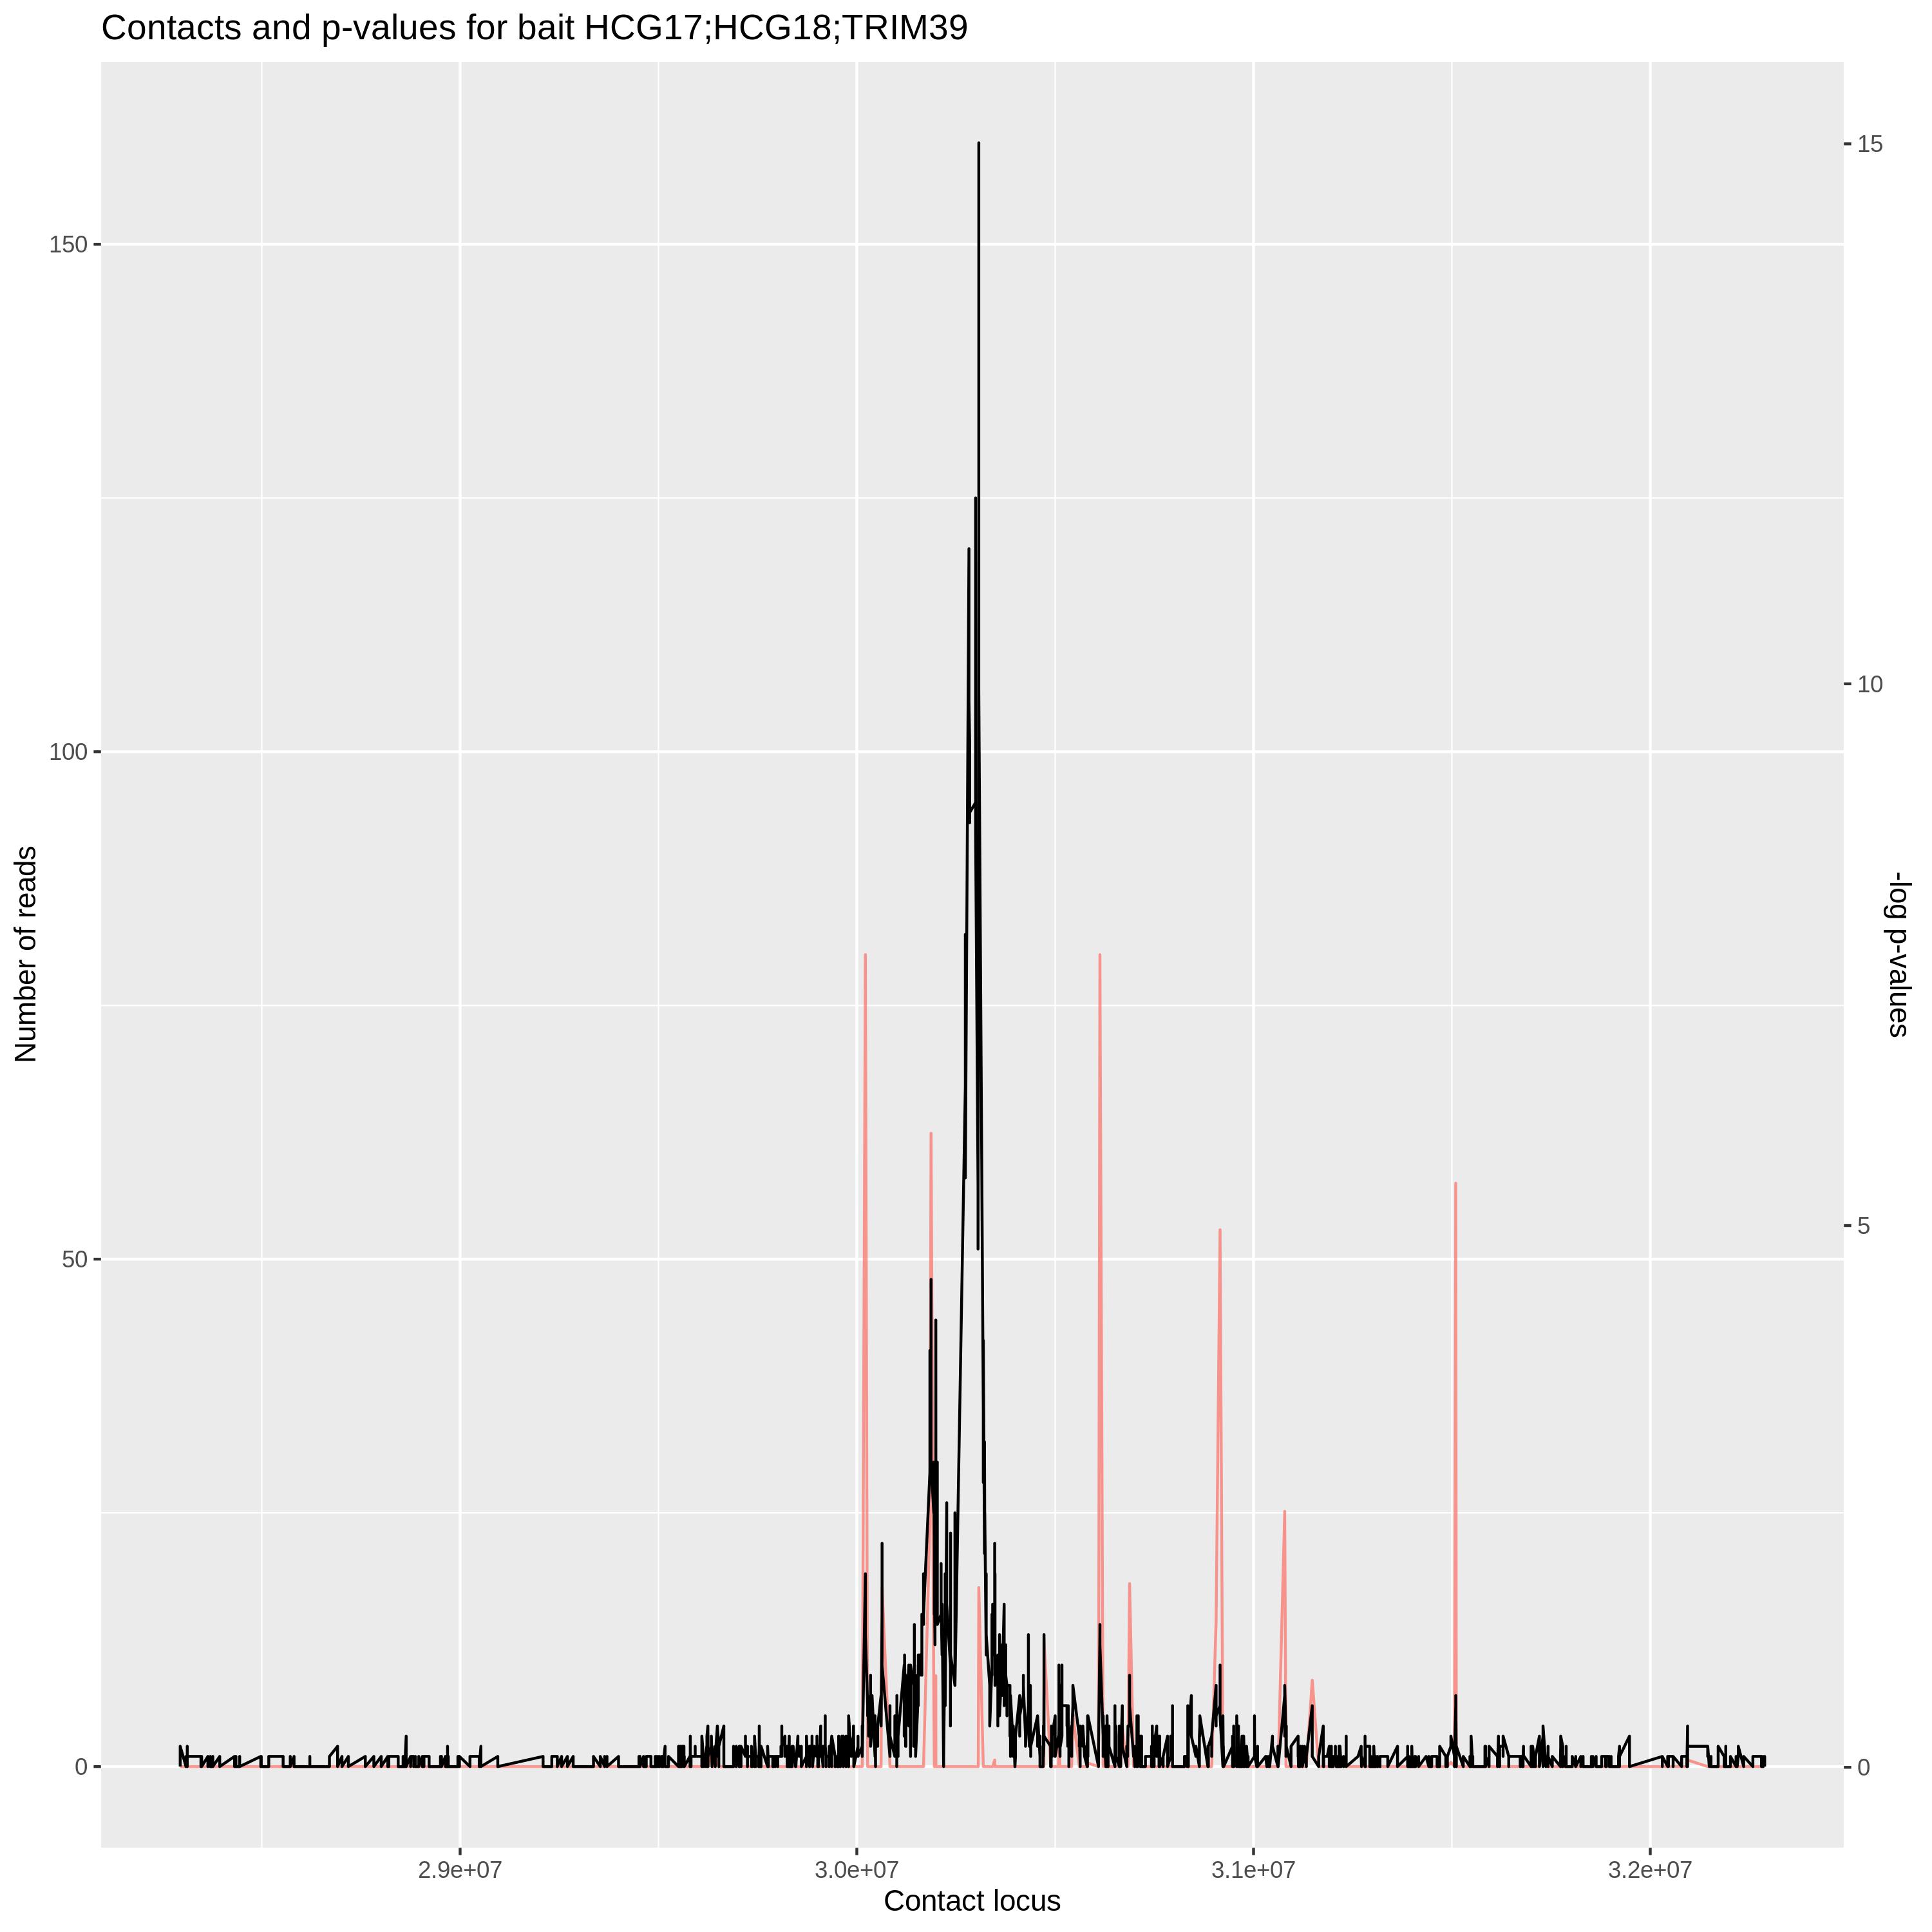 Contacts and p-values for bait HCG17;HCG18;TRIM39
15
150
10
100
Number of reads
-log p-values
5
50
0
0
2.9e+07 3.0e+07 3.1e+07 3.2e+07
Contact locus